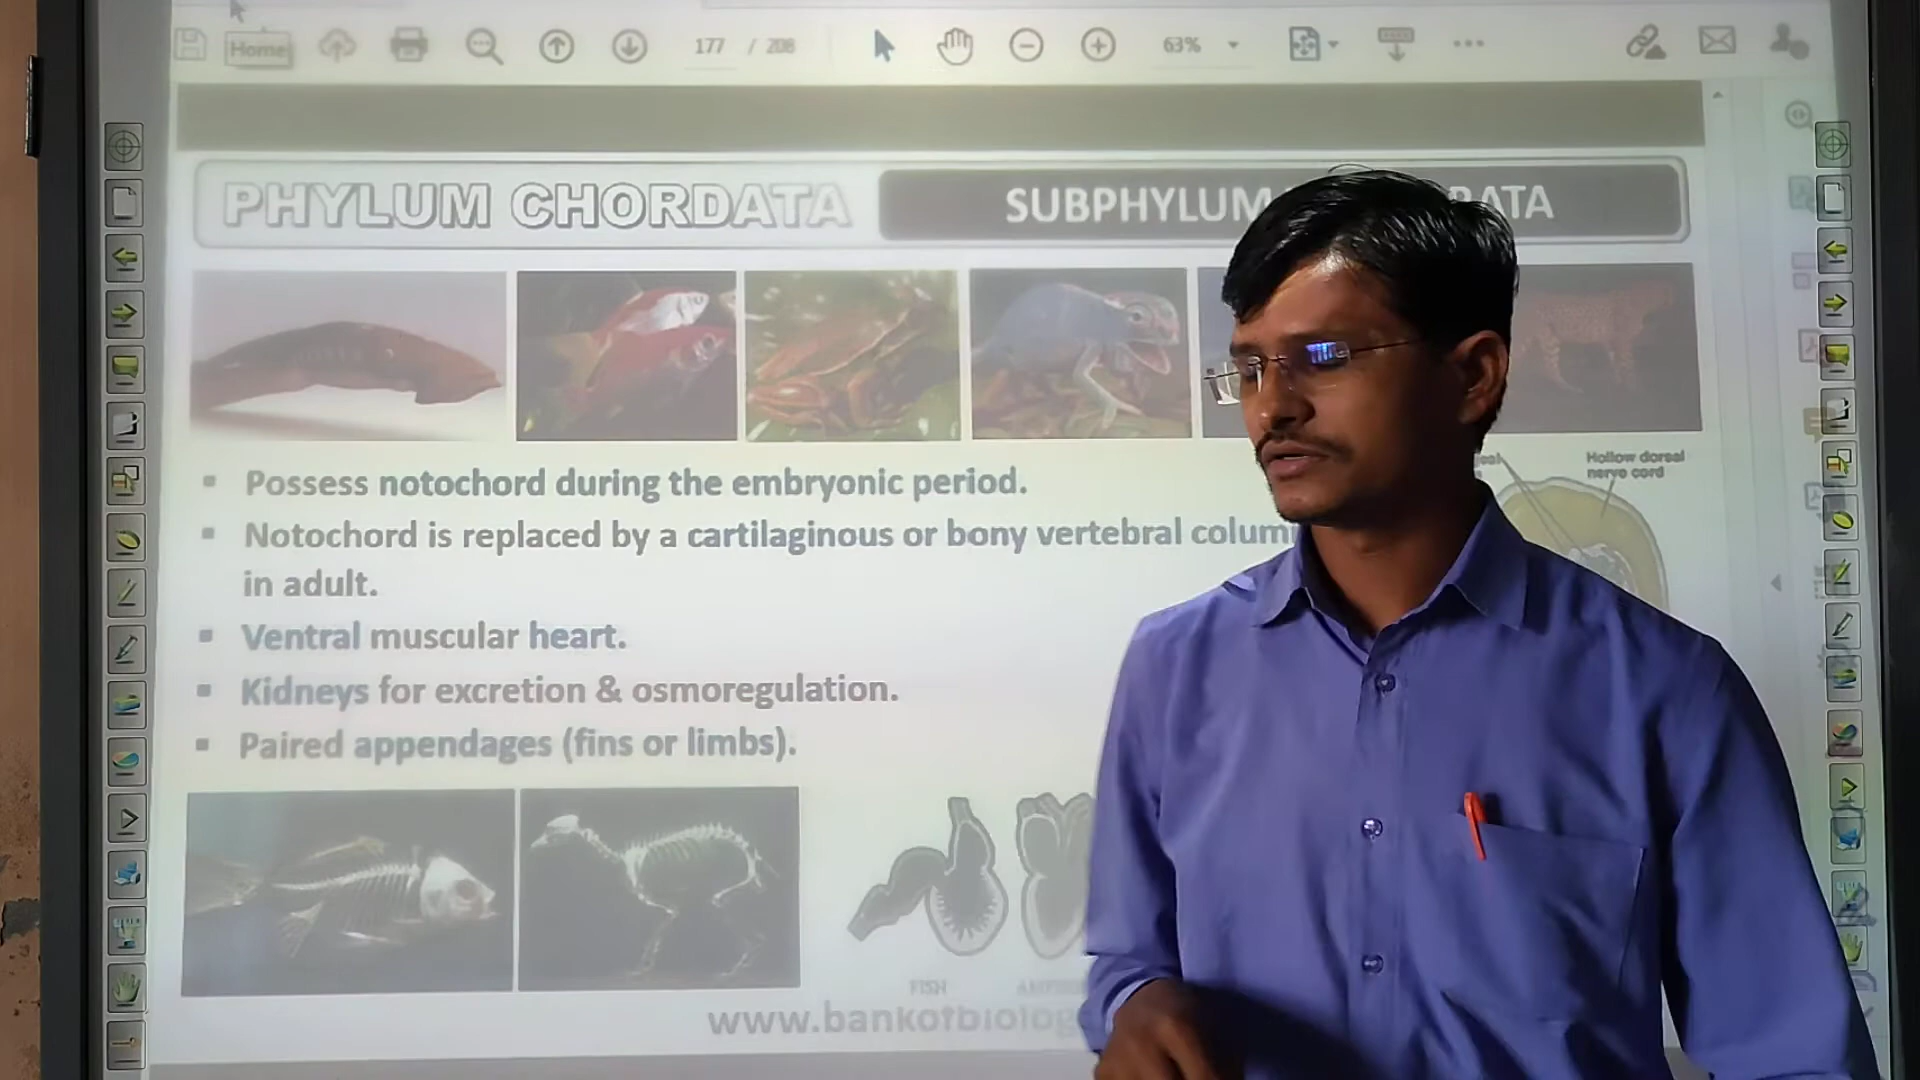 Home
177 / 208
63%
PHYLUM CHORDATA
SUBPHYLUM
Hollow dorsal
nerve cord
▪ Possess notochord during the embryonic period.
▪ Notochord is replaced by a cartilaginous or bony vertebral colum
in adult.
▪ Ventral muscular heart.
▪ Kidneys for excretion & osmoregulation.
▪ Paired appendages (fins or limbs).
FISH
www.bankofbiolog